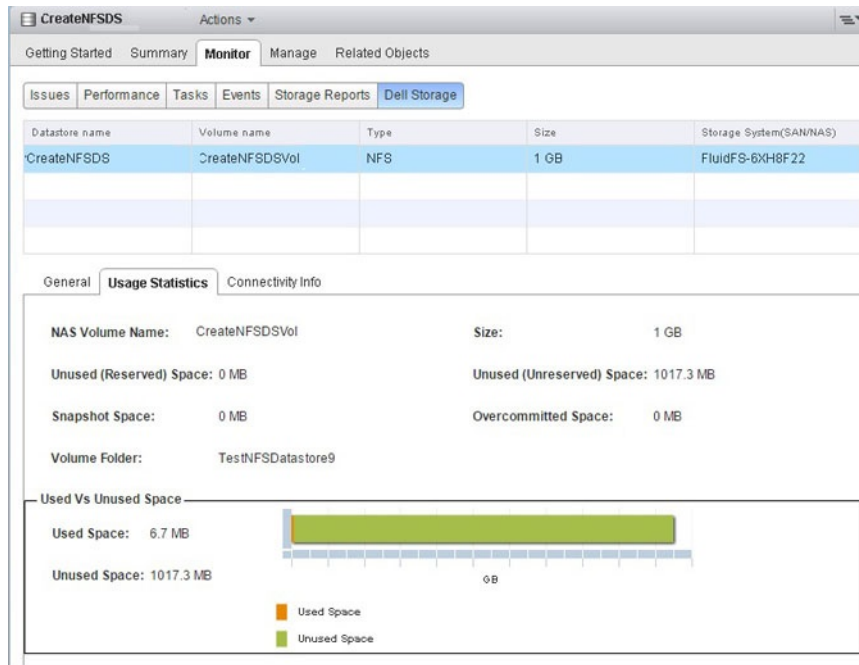 CreateNFSDS Actions
Getting Started Summary Monitor Manage Related Objects
Issues Performance Tasks Events Storage Reports Dell Storage
Datastore name Volume name Type Size Storage System(SAN/NAS)
CreateNFSDS CreateNFSDSVol NFS 1 GB FluidFS-6XH8F22
General Usage Statistics Connectivity Info
NAS Volume Name: CreateNFSDSVol Size: 1 GB
Unused (Reserved) Space: 0 MB Unused (Unreserved) Space: 1017.3 MB
Snapshot Space: 0 MB Overcommitted Space: 0 MB
Volume Folder: TestNFSDatastore9
Used Vs Unused Space
Used Space: 6.7 MB
Unused Space: 1017.3 MB
GB
Used Space
Unused Space